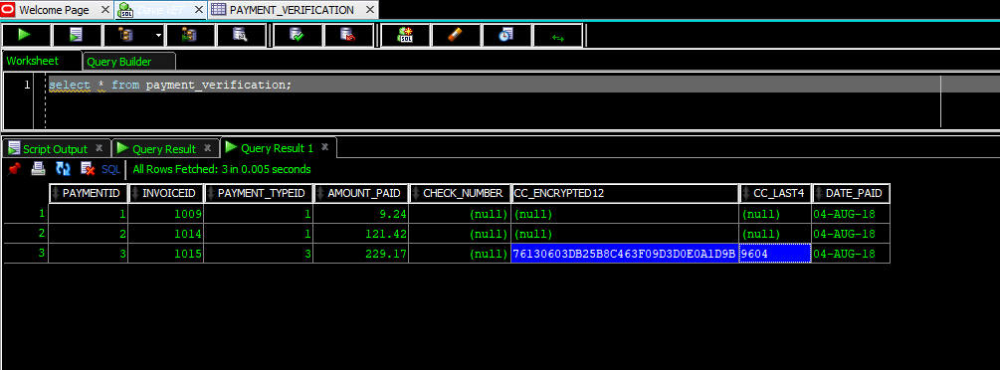 Welcome Page PAYMENT_VERIFICATION
Worksheet Query Builder
1 select * from payment_verification;
Script Output Query Result Query Result 1
SQL All Rows Fetched: 3 in 0.005 seconds
PAYMENTID INVOICEID PAYMENT_TYPEID AMOUNT_PAID CHECK_NUMBER CC_ENCRYPTED12 CC_LAST4 DATE_PAID
1 1 1009 1 9.24 (null) (null) (null) 04-AUG-18
2 2 1014 1 121.42 (null) (null) (null) 04-AUG-18
3 3 1015 3 229.17 (null) 76130603DB25B8C463F09D3D0E0A1D9B 9604 04-AUG-18